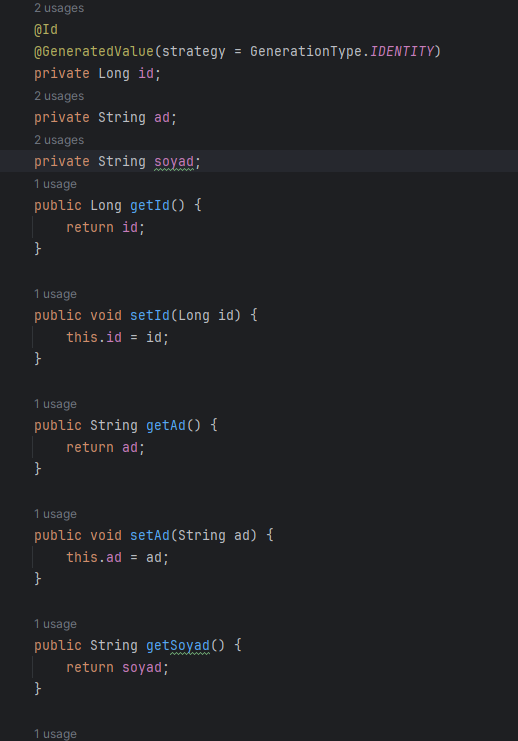 2 usages
@Id
@GeneratedValue(strategy = GenerationType.IDENTITY)
private Long id;
2 usages
private String ad;
2 usages
private String soyad;
1 usage
public Long getId() {
return id;
}
1 usage
public void setId(Long id) {
this.id = id;
}
1 usage
public String getAd() {
return ad;
}
1 usage
public void setAd(String ad) {
this.ad = ad;
}
1 usage
public String getSoyad() {
return soyad;
}
1 usage